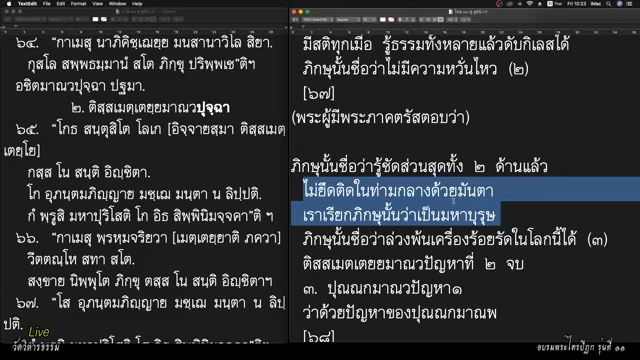 ๖๔. "กาเมสุ นาภิคิชฺเฌยฺย มนสานาวิโล สิยา.
กุสโล สพฺพธมฺมานํ สโต ภิกฺขุ ปริพฺพเช"ติฯ
อชิตมาณวปุจฺฉา ปฐมา.
๒. ติสฺสเมตฺเตยฺยมาณวปุจฺฉา
๖๕. "โกธ สนฺตุสิโต โลเก [อิจฺจายสฺมา ติสฺสเม
ตฺเตยฺโย]
กสฺส โน สนฺติ อิญฺชิตา.
โก อุภนฺตมภิญฺญาย มชฺเฌ มนฺตา น ลิปฺปติ.
กํ พฺรูสิ มหาปุริโสติ โก อิธ สิพฺพินิมจฺจคา"ติ ฯ
๖๖. "กาเมสุ พฺรหฺมจริยวา [เมตฺเตยฺยาติ ภควา]
วีตตณฺโห สทา สโต.
สงฺขาย นิพฺพุโต ภิกฺขุ ตสฺส โน สนฺติ อิญฺชิตาฯ
๖๗. "โส อุภนฺตมภิญฺญาย มชฺเฌ มนฺตา น ลิปฺ
ปติ.
Live
วัดวิหารธรรม
Fri 10:23 iMac
มีสติทุกเมื่อ รู้ธรรมทั้งหลายแล้วดับกิเลสได้
ภิกษุนั้นชื่อว่าไม่มีความหวั่นไหว (๒)
[๖๗]
(พระผู้มีพระภาคตรัสตอบว่า)
ภิกษุนั้นชื่อว่ารู้ชัดส่วนสุดทั้ง ๒ ด้านแล้ว
ไม่ยึดติดในท่ามกลางด้วยมันตา
เราเรียกภิกษุนั้นว่าเป็นมหาบุรุษ
ภิกษุนั้นชื่อว่าล่วงพ้นเครื่องร้อยรัดในโลกนี้ได้ (๓)
ติสสเมตเตยยมาณวปัญหาที่ ๒ จบ
๓. ปุณณกมาณวปัญหา๑
ว่าด้วยปัญหาของปุณณกมาณพ
[๖๘]
อบรมพระไตรปิฎก รุ่นที่ ๑๑